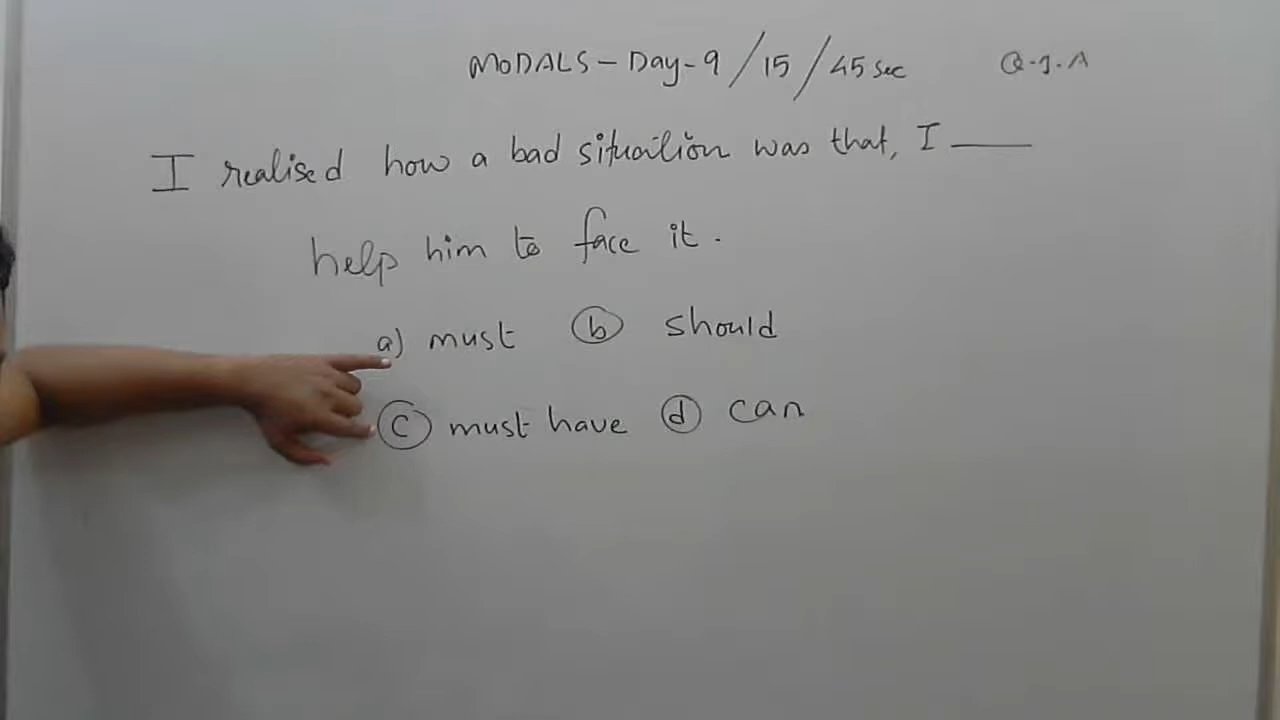 MODALS - Day-9 / 15 / 45 sec Q.1.A
I realised how a bad situation was that, I ____
help him to face it.
a) must b should
c must have d can